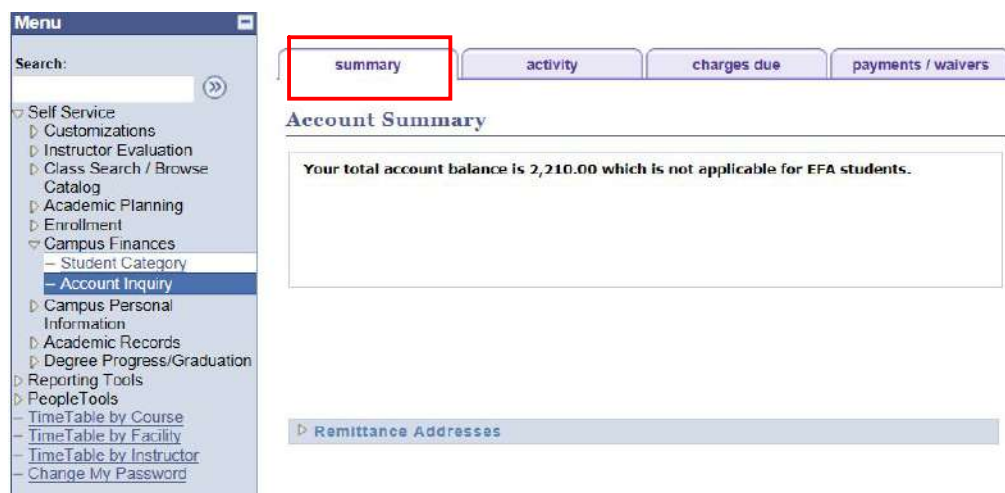 Menu
Search:
Self Service
Customizations
Instructor Evaluation
Class Search / Browse
Catalog
Academic Planning
Enrollment
Campus Finances
– Student Category
– Account Inquiry
Campus Personal
Information
Academic Records
Degree Progress/Graduation
Reporting Tools
PeopleTools
– TimeTable by Course
– TimeTable by Facility
– TimeTable by Instructor
– Change My Password
summary
activity
charges due
payments / waivers
Account Summary
Your total account balance is 2,210.00 which is not applicable for EFA students.
Remittance Addresses